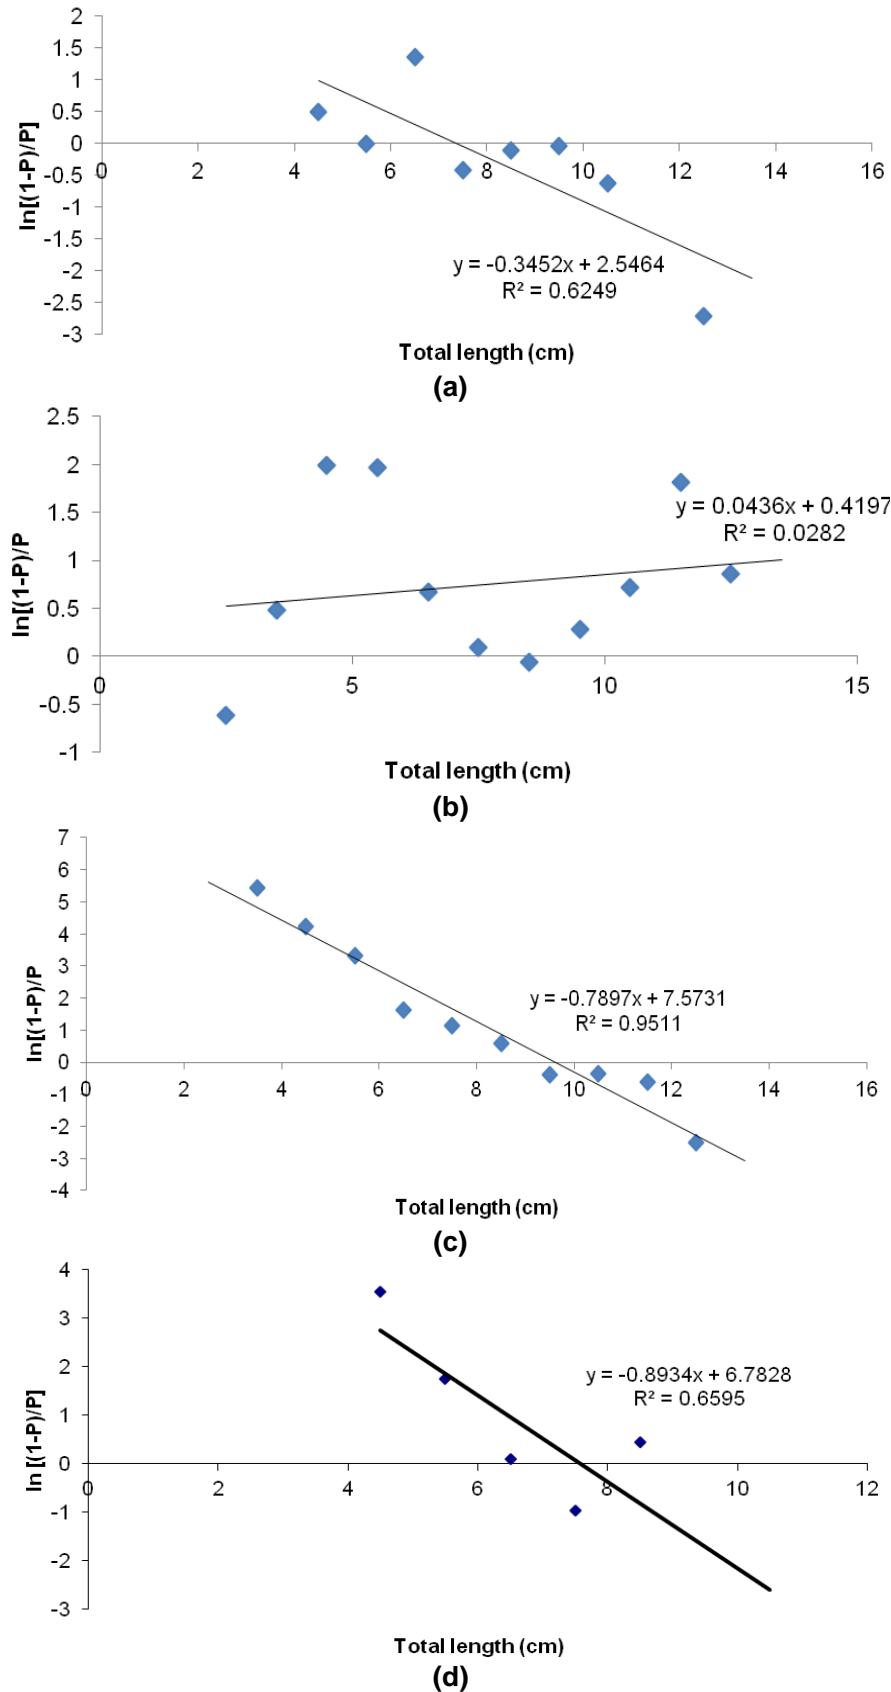 2
1.5
1
0.5
0
-0.5
-1
-1.5
-2
-2.5
-3
ln[(1-P)/P]
0 2 4 6 8 10 12 14 16
y = -0.3452x + 2.5464
R² = 0.6249
Total length (cm)
(a)
2.5
2
1.5
1
0.5
0
-0.5
-1
ln[(1-P)/P
0 5 10 15
y = 0.0436x + 0.4197
R² = 0.0282
Total length (cm)
(b)
7
6
5
4
3
2
1
0
-1
-2
-3
-4
ln[(1-P)/P
0 2 4 6 8 10 12 14 16
y = -0.7897x + 7.5731
R² = 0.9511
Total length (cm)
(c)
4
3
2
1
0
-1
-2
-3
ln [(1-P)/P]
0 2 4 6 8 10 12
y = -0.8934x + 6.7828
R² = 0.6595
Total length (cm)
(d)